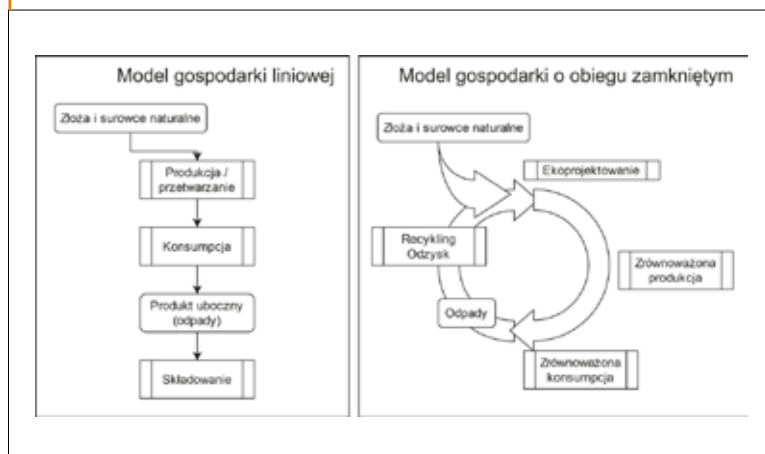 Model gospodarki liniowej
Złoża i surowce naturalne
Produkcja /
przetwarzanie
Konsumpcja
Produkt uboczny
(odpady)
Składowanie
Model gospodarki o obiegu zamkniętym
Złoża i surowce naturalne
Ekoprojektowanie
Zrównoważona
produkcja
Zrównoważona
konsumpcja
Odpady
Recykling
Odzysk